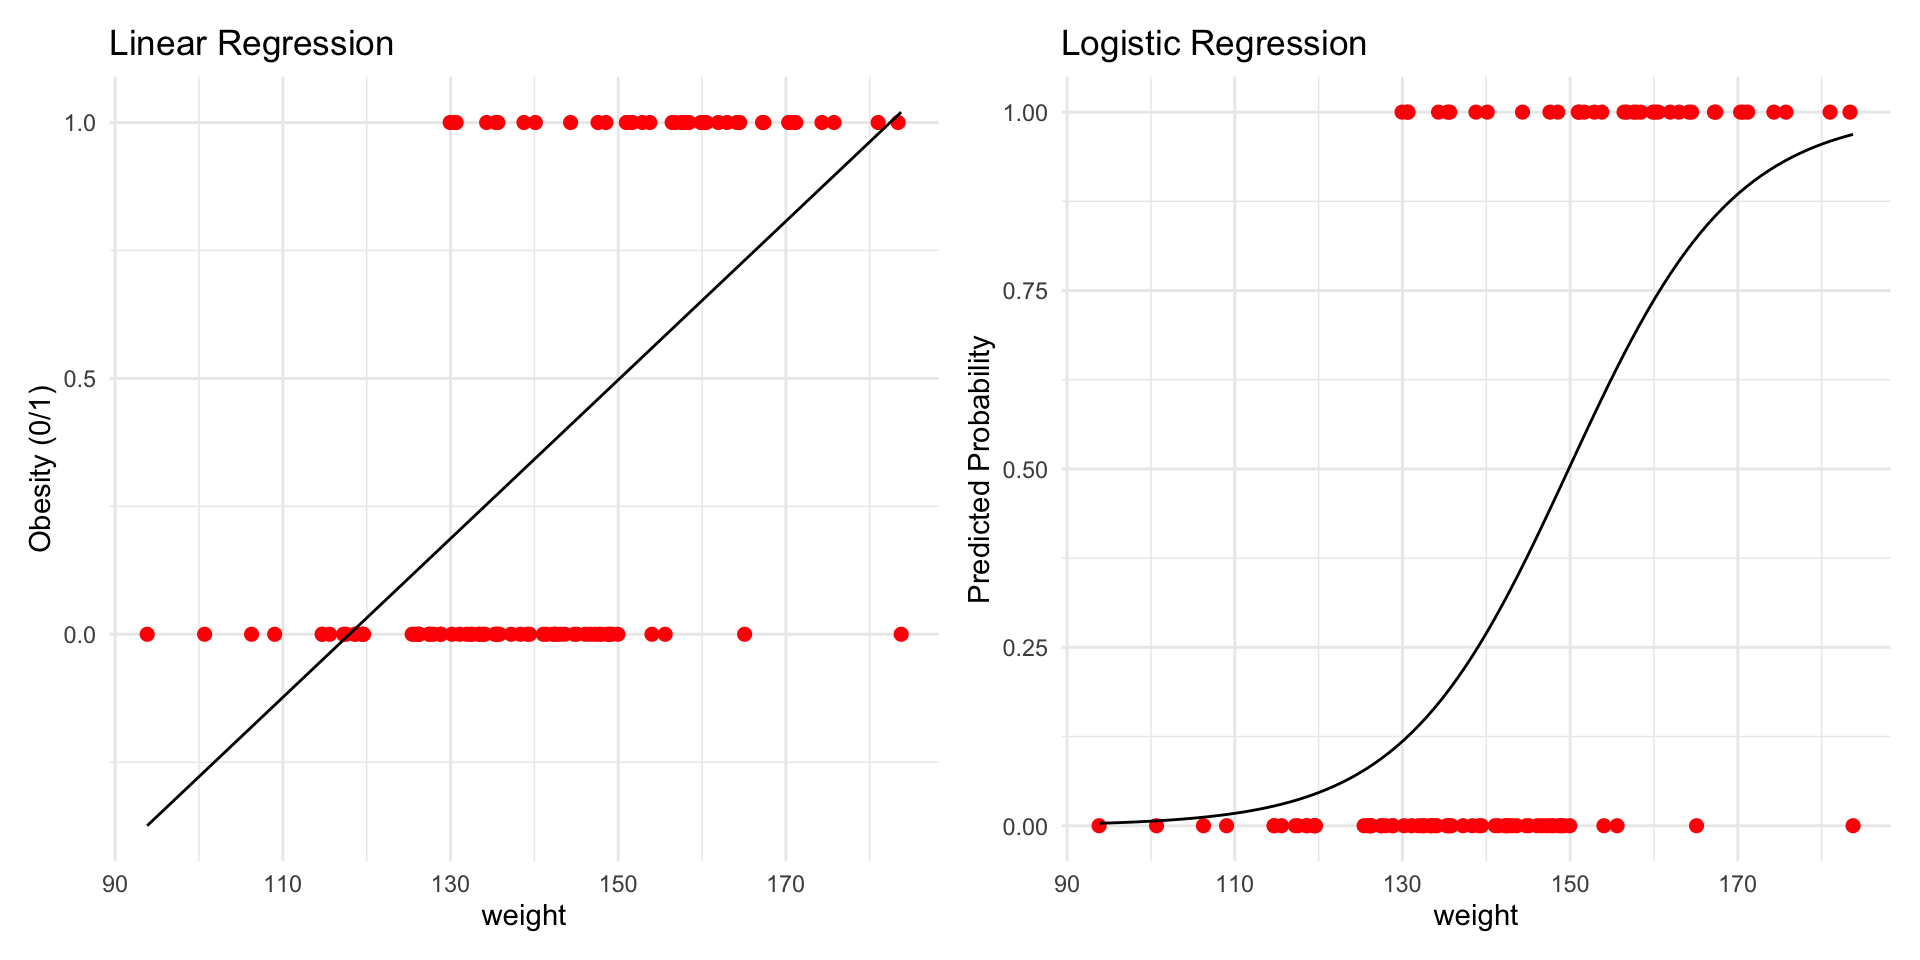 Linear Regression
Obesity (0/1)
1.0
0.5
0.0
90 110 130 150 170
weight
Logistic Regression
Predicted Probability
1.00
0.75
0.50
0.25
0.00
90 110 130 150 170
weight